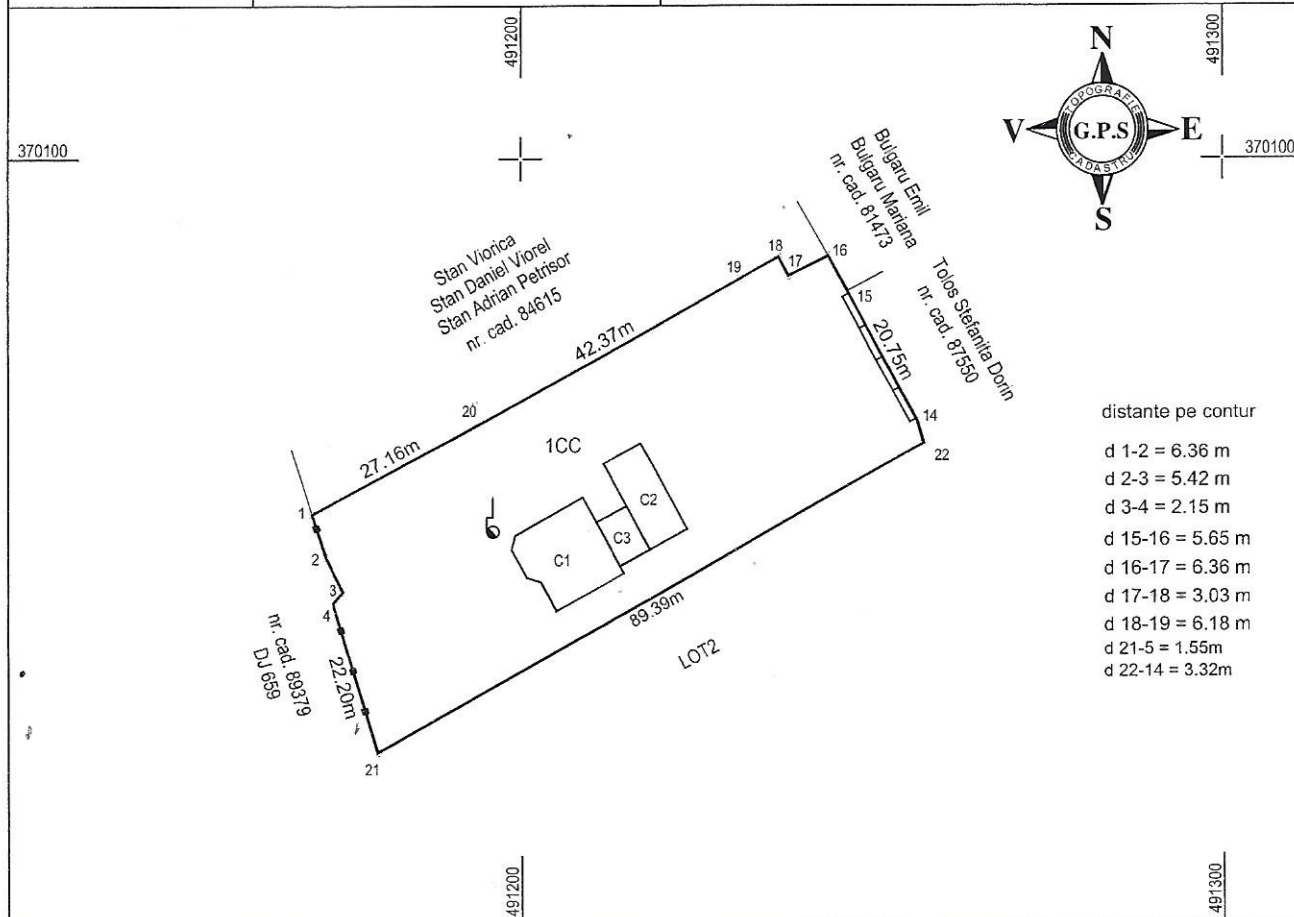 491200
491300
N
TOPOGRAFIE
V
G.P.S
E
CADASTRU
S
370100
370100
Bulgaru Emil
Bulgaru Mariana
nr. cad. 81473
Stan Viorica
Stan Daniel Viorel
Stan Adrian Petrisor
nr. cad. 84615
18
16
19
17
15
Tolos Stefanita Dorin
nr. cad. 87550
42.37m
20.75m
20
14
22
1CC
27.16m
C2
1
C3
C1
2
3
4
89.39m
nr. cad. 89379
DJ 659
22.20m
LOT2
21
distante pe contur
d 1-2 = 6.36 m
d 2-3 = 5.42 m
d 3-4 = 2.15 m
d 15-16 = 5.65 m
d 16-17 = 6.36 m
d 17-18 = 3.03 m
d 18-19 = 6.18 m
d 21-5 = 1.55m
d 22-14 = 3.32m
491200
491300